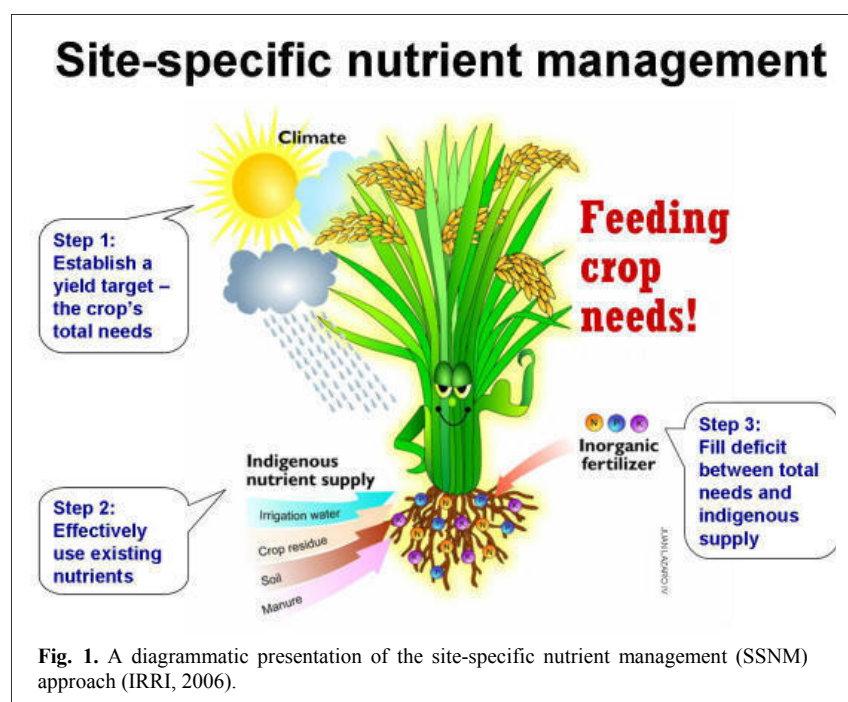 Site-specific nutrient management
Climate
Step 1:
Establish a
yield target –
the crop's
total needs
Feeding
crop
needs!
N P K
Inorganic
fertilizer
Step 3:
Fill deficit
between total
needs and
indigenous
supply
Indigenous
nutrient supply
Irrigation water
Crop residue
Soil
Manure
Step 2:
Effectively
use existing
nutrients
JUAN LAZARO IV
Fig. 1. A diagrammatic presentation of the site-specific nutrient management (SSNM)
approach (IRRI, 2006).